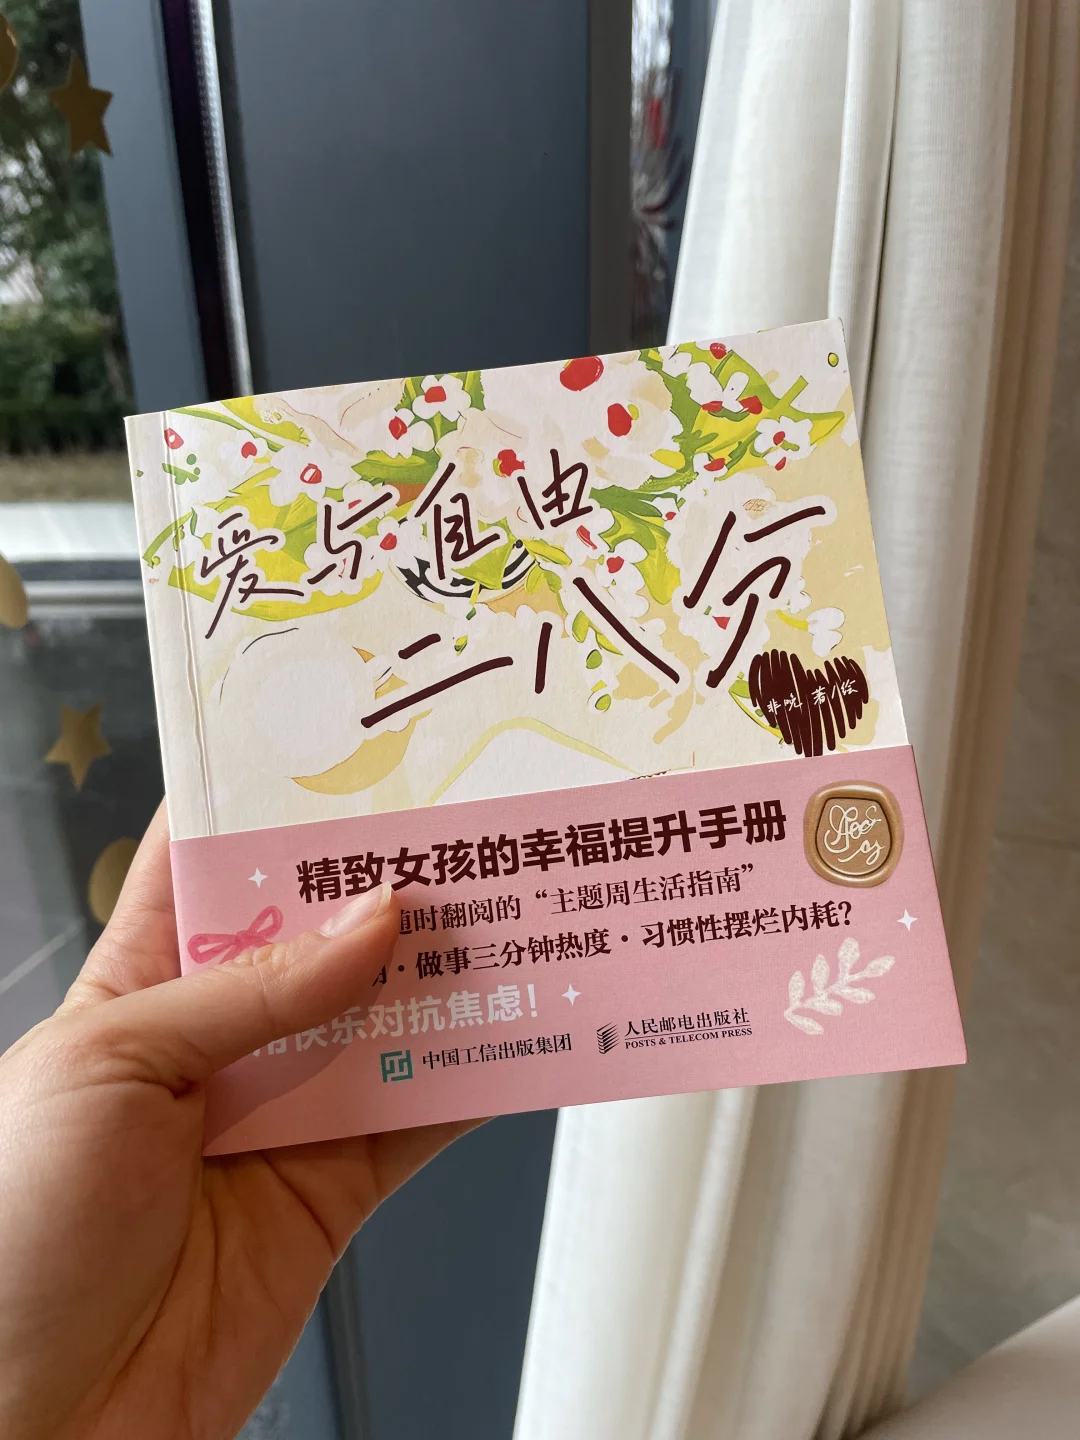 爱与自由
二八分
非 著/绘
精致女孩的幸福提升手册
随时翻阅的“主题周生活指南”
·做事三分钟热度·习惯性摆烂内耗？
用快乐对抗焦虑！
中国工信出版集团
人民邮电出版社
POSTS & TELECOM PRESS